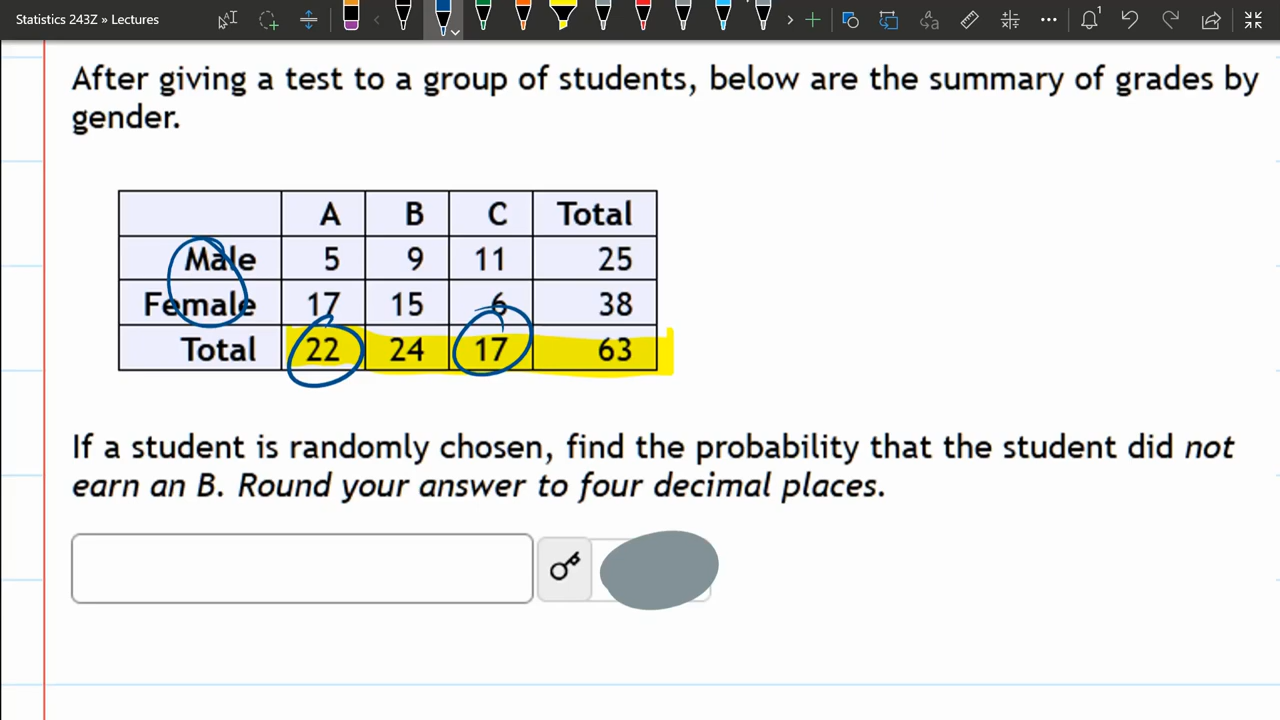 Statistics 243Z » Lectures
1
After giving a test to a group of students, below are the summary of grades by
gender.
A B C Total
Male 5 9 11 25
Female 17 15 6 38
Total 22 24 17 63
If a student is randomly chosen, find the probability that the student did not
earn an B. Round your answer to four decimal places.